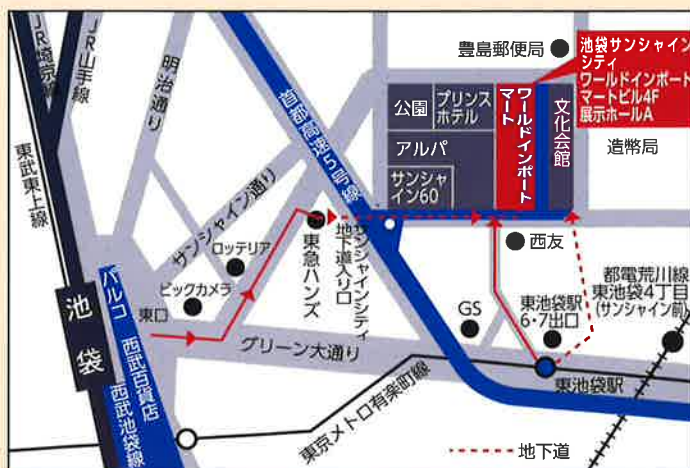 JR埼京線
JR山手線
明治通り
首都高速5号線
豊島郵便局
池袋サンシャイン
シティ
ワールドインポート
マートビル4F
展示ホールA
公園
プリンス
ホテル
ワールドインポート
マート
文化会館
アルパ
サンシャ
イン60
造幣局
東武東上線
サンシャイン通り
ロッテリア
ビックカメラ
東急ハンズ
サンシャインシティ
地下道入り口
西友
都電荒川線
東池袋4丁目
(サンシャイン前)
東池袋駅
6・7出口
GS
池袋
パルコ
西武百貨店
西武池袋線
東口
グリーン大通り
東京メトロ有楽町線
東池袋駅
地下道